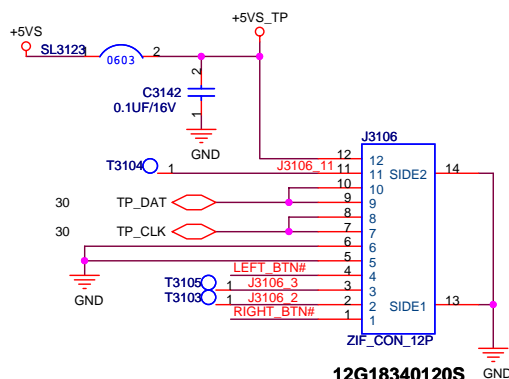 +5VS_TP
+5VS
SL3123 1 2
0603
2
C3142
0.1UF/16V
1
GND
J3106
12 12
T3104 1 J3106_11 11 11 SIDE2 14
10 10
30 TP_DAT 9 9
8 8
30 TP_CLK 7 7
6 6
5 5
LEFT_BTN# 4 4
T3105 1 J3106_3 3 3
T3103 1 J3106_2 2 2 SIDE1 13
RIGHT_BTN# 1 1
GND
ZIF_CON_12P
12G18340120S
GND